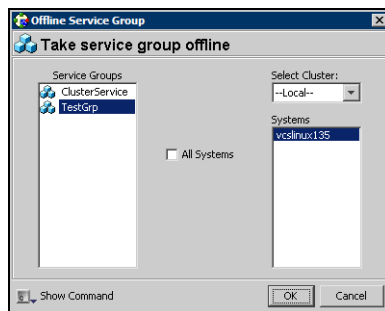 Offline Service Group
Take service group offline
Service Groups
ClusterService
TestGrp
All Systems
Select Cluster:
--Local--
Systems
vcslinux135
Show Command
OK
Cancel